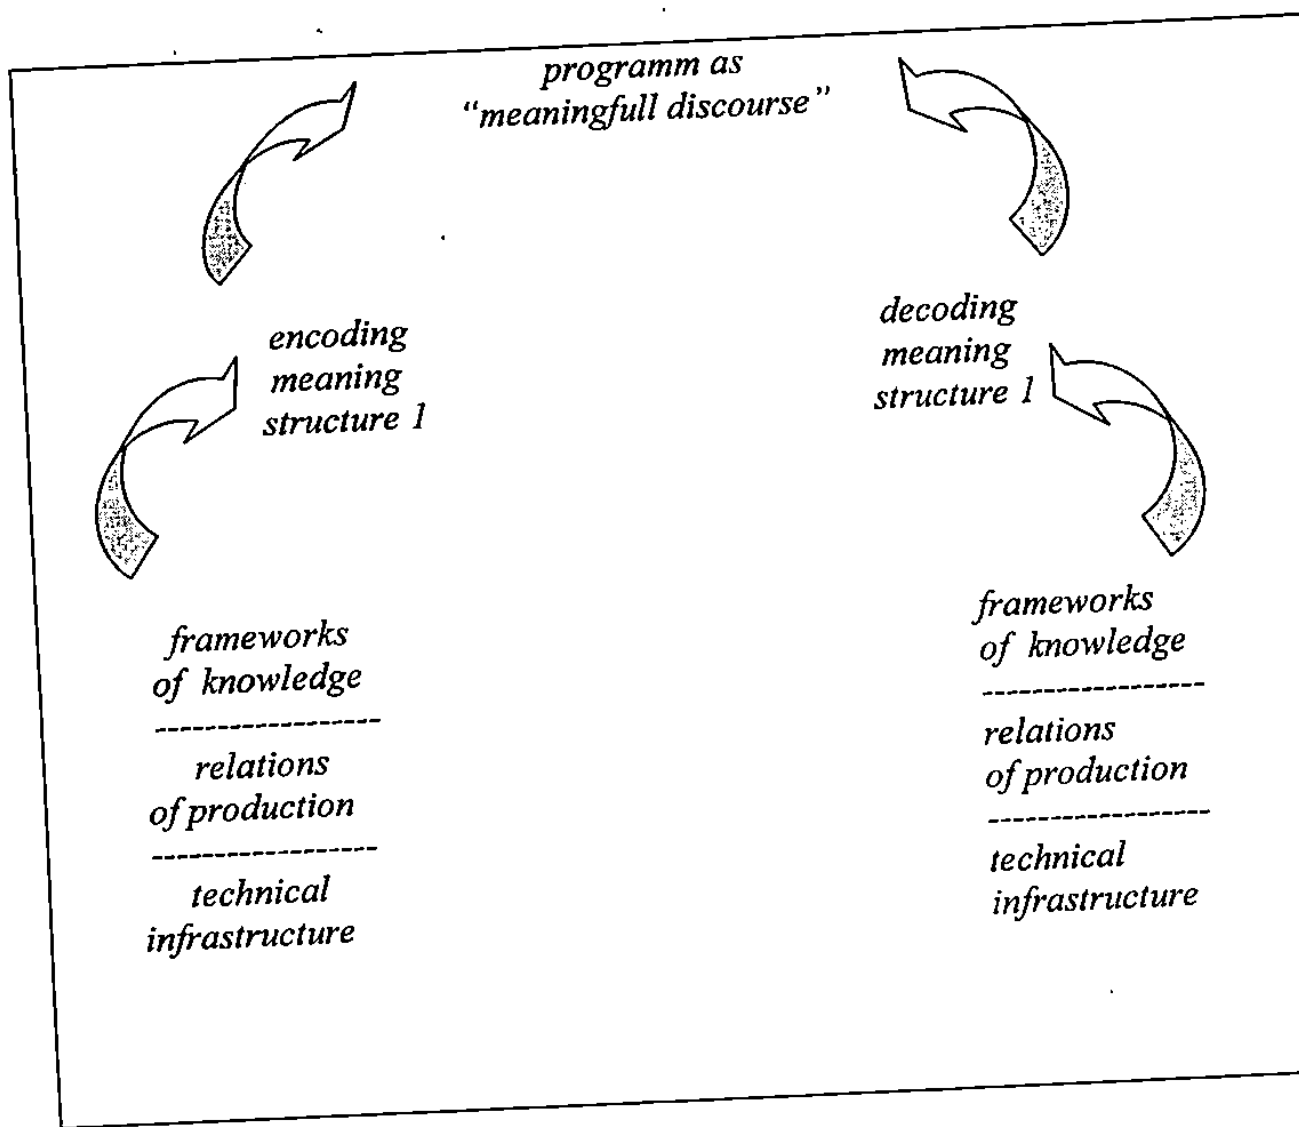 programm as
“meaningfull discourse”
encoding
meaning
structure 1
decoding
meaning
structure 1
frameworks
of knowledge
------------------
relations
of production
------------------
technical
infrastructure
frameworks
of knowledge
------------------
relations
of production
------------------
technical
infrastructure